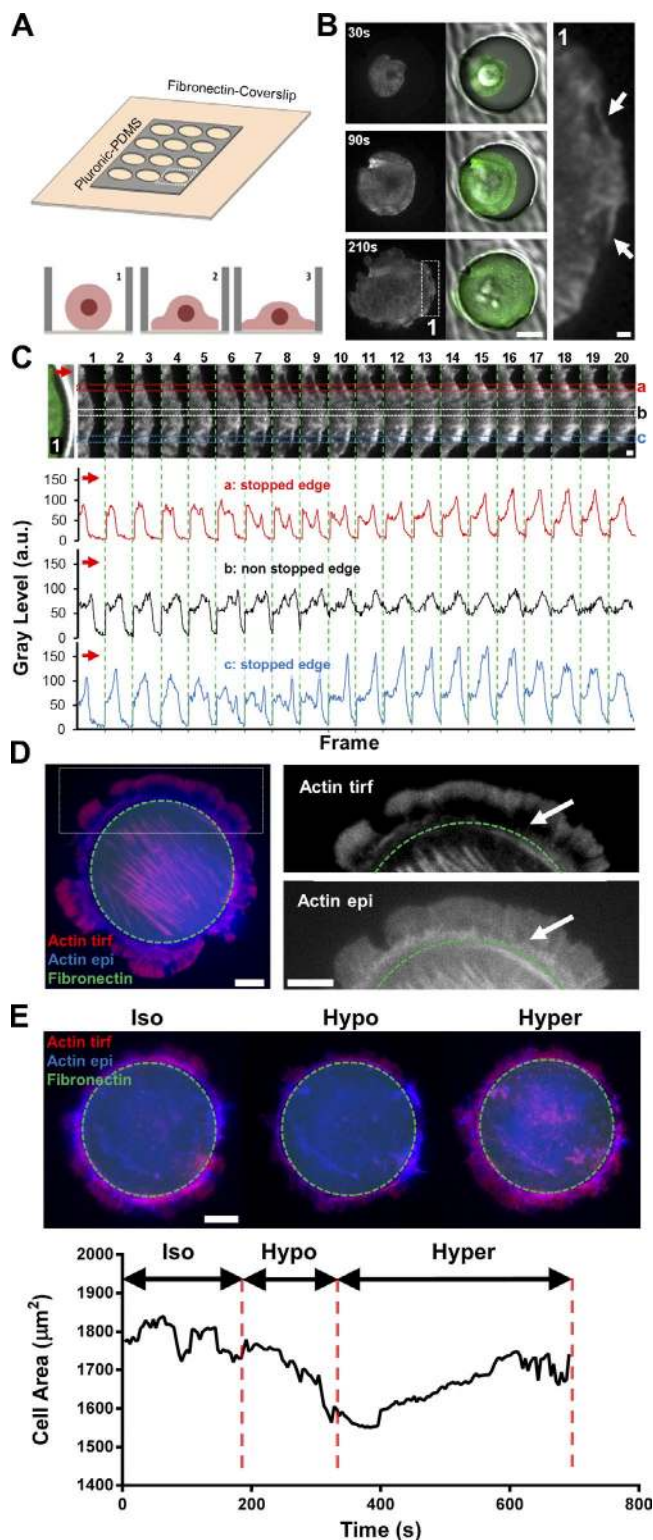 A
Fibronectin-Coverslip
Pluronic-PDMS
1
2
3
B
30s
90s
210s
1
1
C
1 2 3 4 5 6 7 8 9 10 11 12 13 14 15 16 17 18 19 20
1
a
b
c
Gray Level (a.u.)
150
100
50
0
a: stopped edge
150
100
50
0
b: non stopped edge
150
100
50
0
c: stopped edge
Frame
D
Actin tirf
Actin epi
Fibronectin
Actin tirf
Actin epi
E
Iso Hypo Hyper
Actin tirf
Actin epi
Fibronectin
Iso Hypo Hyper
Cell Area (µm²)
2000
1900
1800
1700
1600
1500
1400
0 200 400 600 800
Time (s)